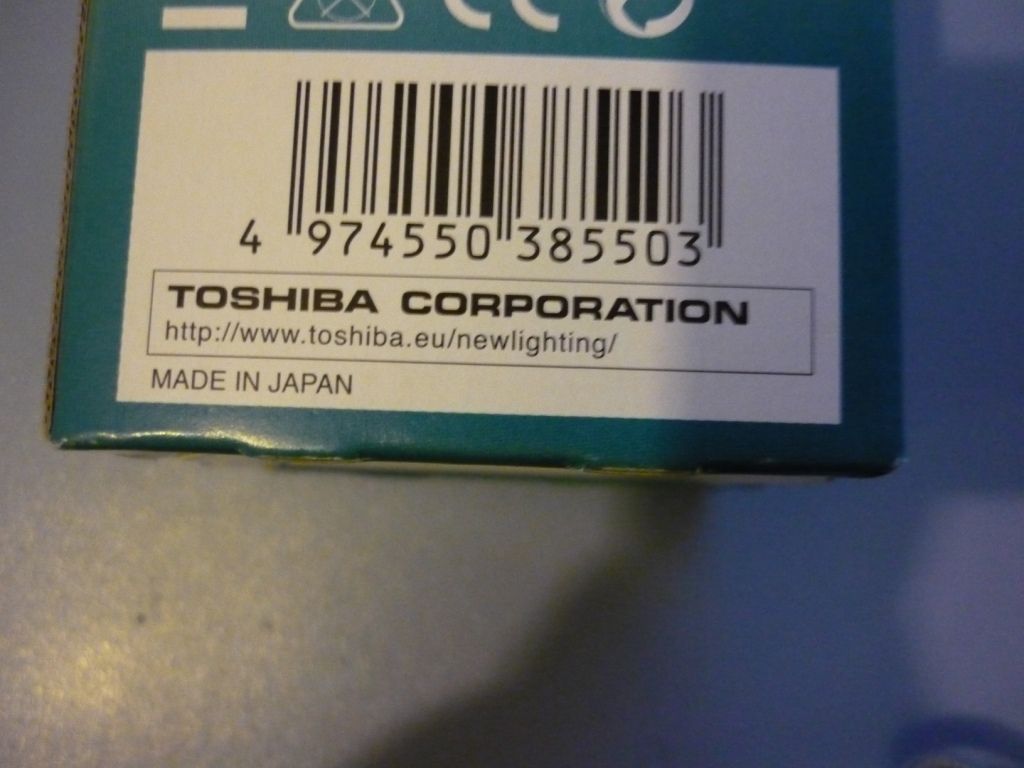 4 974550 385503
TOSHIBA CORPORATION
http://www.toshiba.eu/newlighting/
MADE IN JAPAN